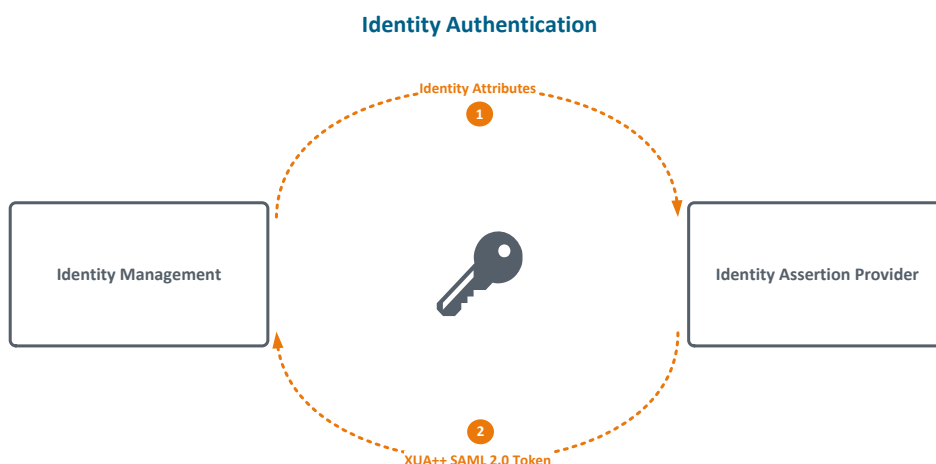 Identity Authentication
Identity Attributes
1
Identity Management
Identity Assertion Provider
2
XUA++ SAML 2.0 Token